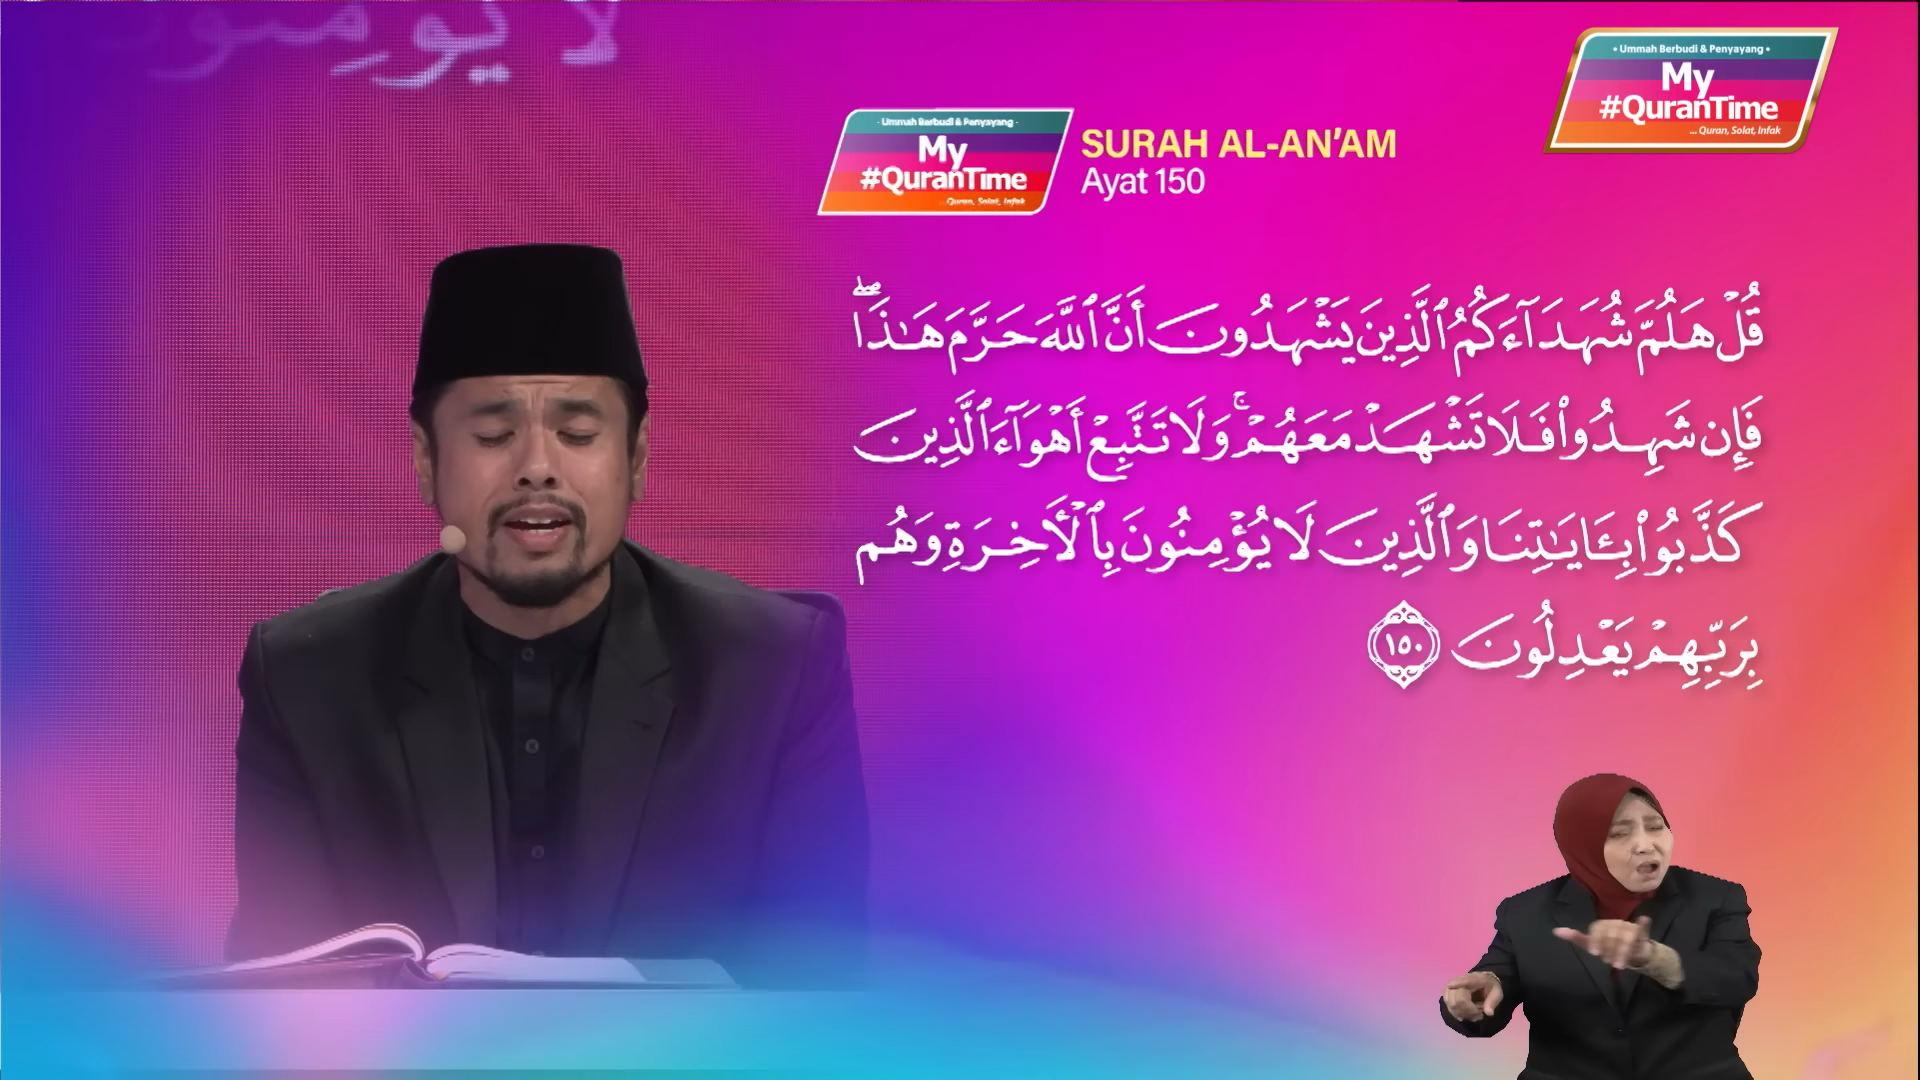 لا يومنون
• Ummah Berbudi & Penyayang •
My
#QuranTime
... Quran, Solat, Infak
• Ummah Berbudi & Penyayang •
My
#QuranTime
... Quran, Solat, Infak
SURAH AL-AN’AM
Ayat 150
قُلْ هَلُمَّ شُهَدَآءَكُمُ ٱلَّذِينَ يَشْهَدُونَ أَنَّ ٱللَّهَ حَرَّمَ هَـٰذَا ۖ
فَإِن شَهِدُوا۟ فَلَا تَشْهَدْ مَعَهُمْ ۚ وَلَا تَتَّبِعْ أَهْوَآءَ ٱلَّذِينَ
كَذَّبُوا۟ بِـَٔايَـٰتِنَا وَٱلَّذِينَ لَا يُؤْمِنُونَ بِٱلْـَٔاخِرَةِ وَهُم
بِرَبِّهِمْ يَعْدِلُونَ ١٥٠